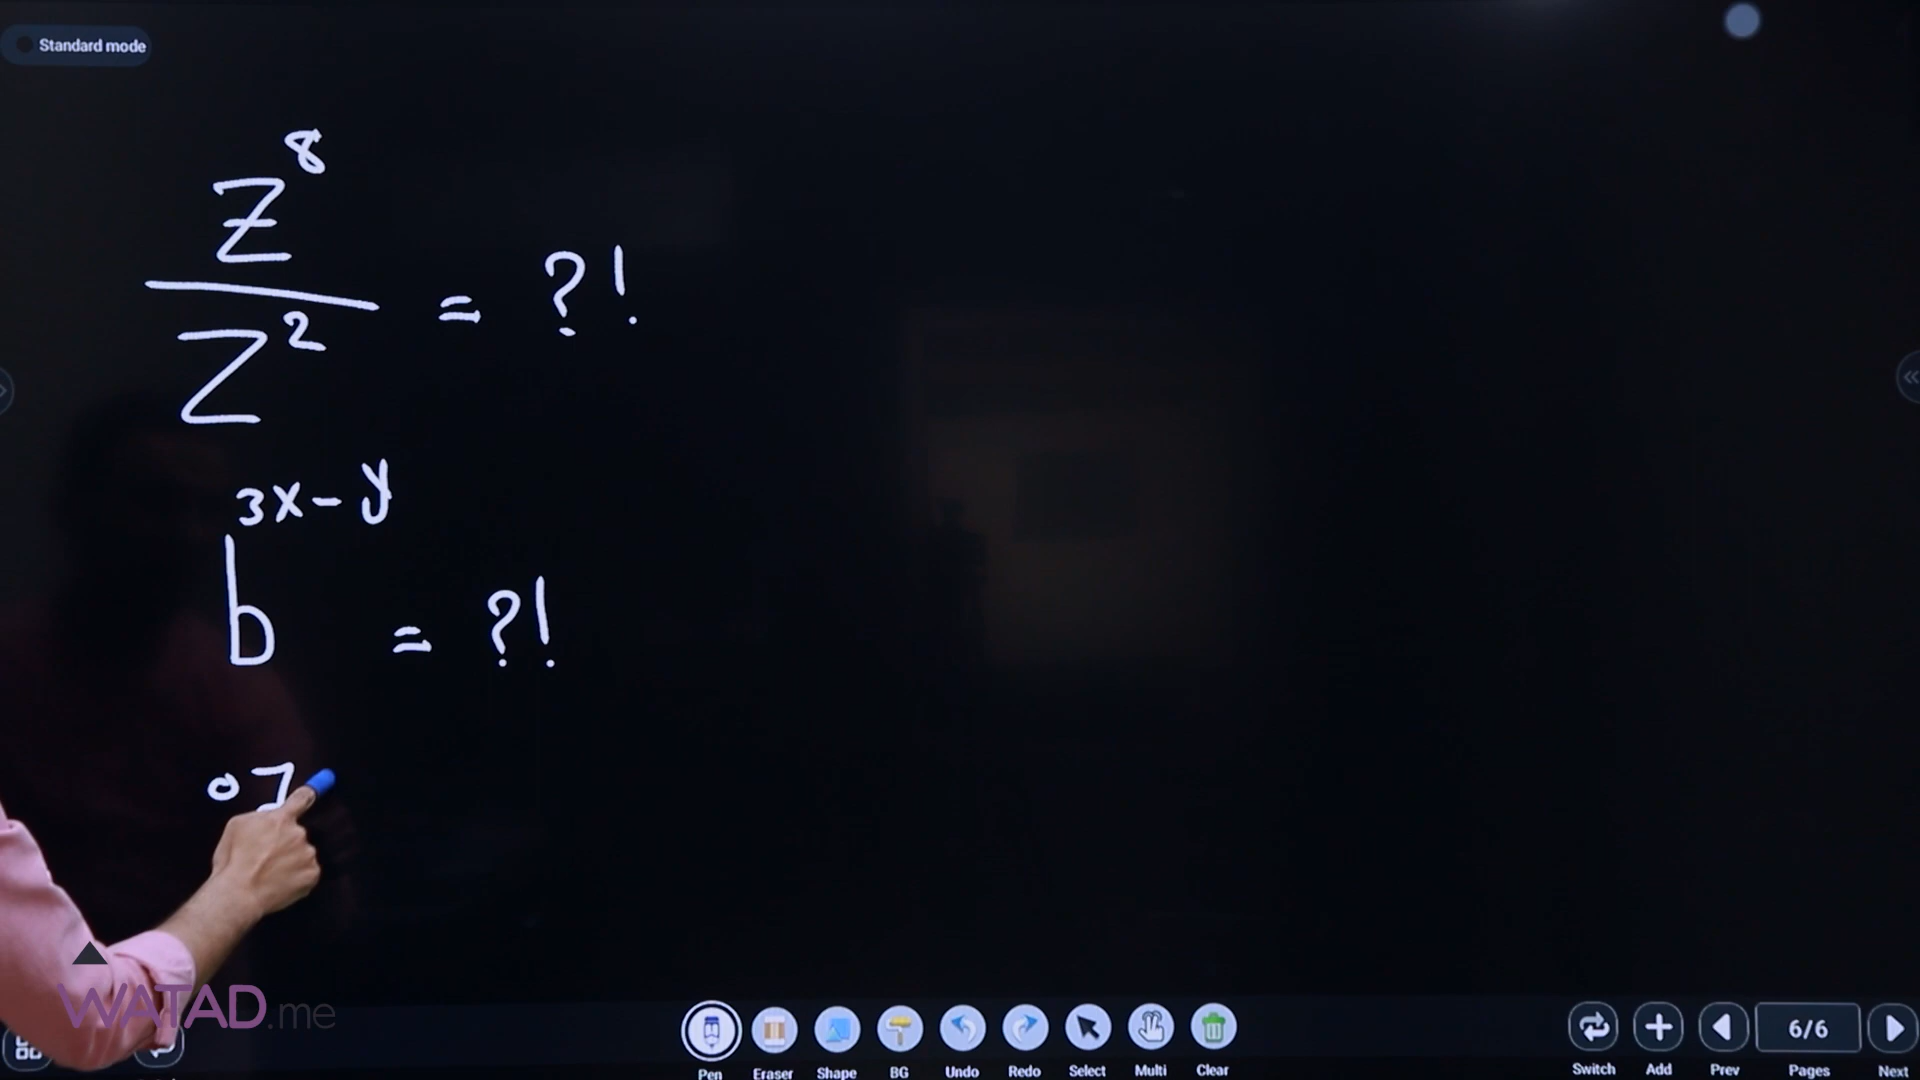 Standard mode
Z^8 / Z^2 = ?!
b^{3x-y} = ?!
07
WATAD.me
Pen Eraser Shape BG Undo Redo Select Multi Clear
Switch Add Prev 6/6 Pages Next